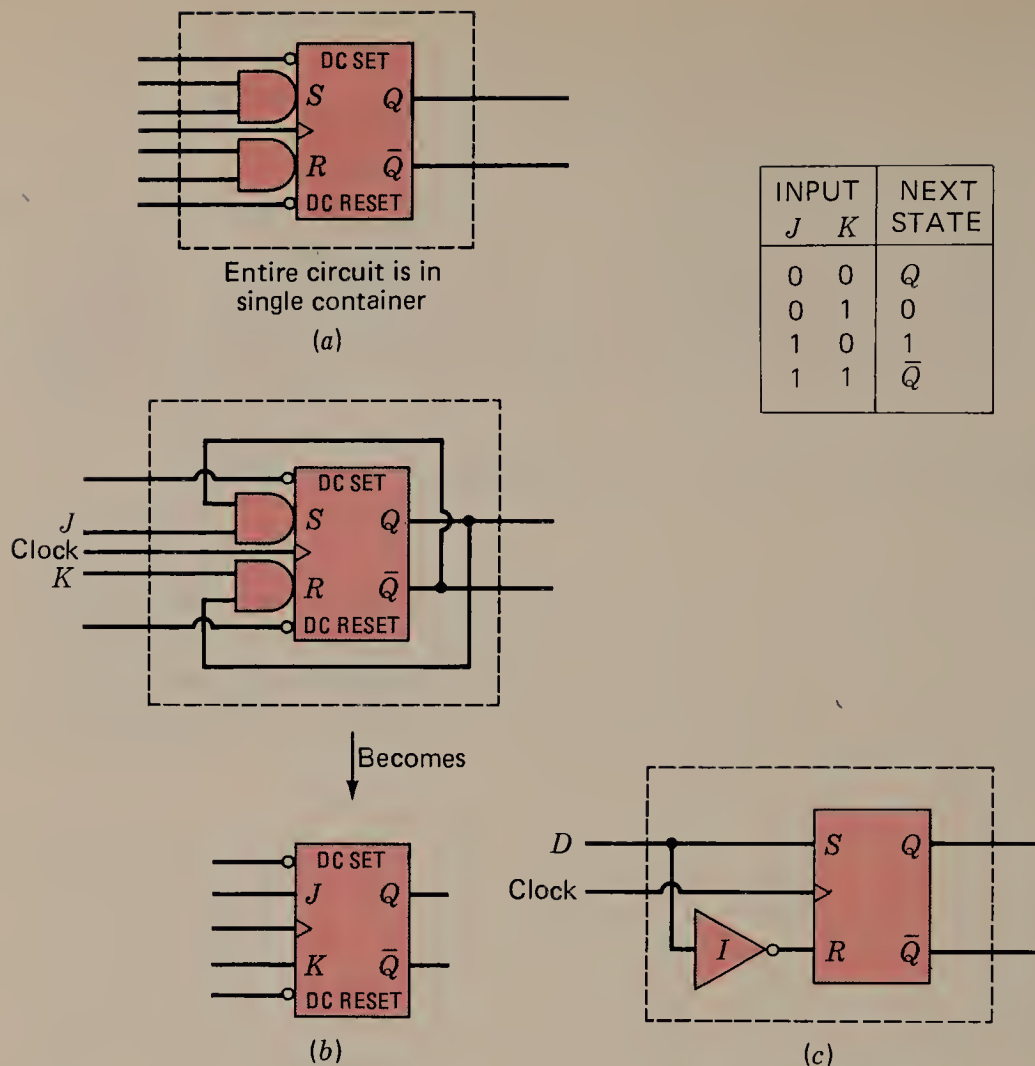 DC SET
S Q
R Q̄
DC RESET
Entire circuit is in
single container
(a)
INPUT NEXT
J K STATE
0 0 Q
0 1 0
1 0 1
1 1 Q̄
DC SET
J
S Q
Clock
K
R Q̄
DC RESET
Becomes
DC SET
J Q
K Q̄
DC RESET
(b)
D S Q
Clock
I R Q̄
(c)